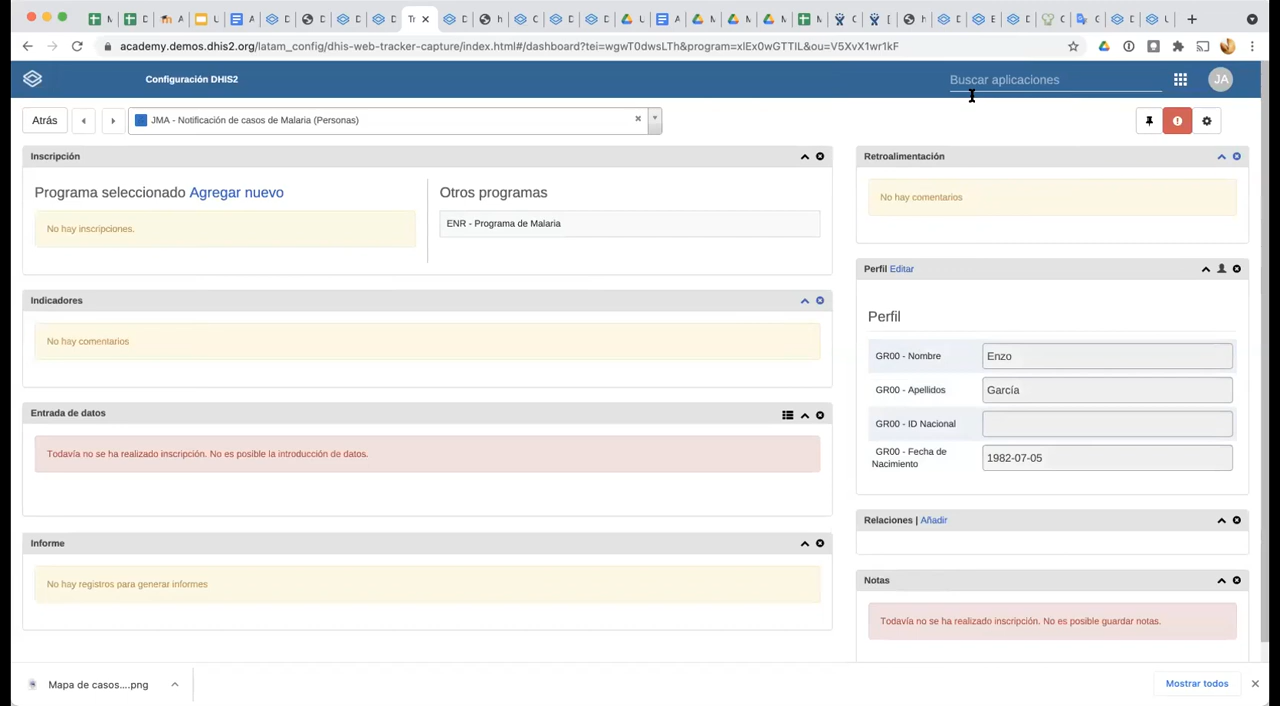 Tr
academy.demos.dhis2.org/latam_config/dhis-web-tracker-capture/index.html#/dashboard?tei=wgwT0dwsLTh&program=xIEx0wGTTIL&ou=V5XvX1wr1kF
Configuración DHIS2
Buscar aplicaciones
JA
Atrás
JMA - Notificación de casos de Malaria (Personas)
Inscripción
Programa seleccionado Agregar nuevo
No hay inscripciones.
Otros programas
ENR - Programa de Malaria
Indicadores
No hay comentarios
Entrada de datos
Todavía no se ha realizado inscripción. No es posible la introducción de datos.
Informe
No hay registros para generar informes
Retroalimentación
No hay comentarios
Perfil Editar
Perfil
GR00 - Nombre
Enzo
GR00 - Apellidos
García
GR00 - ID Nacional
GR00 - Fecha de
Nacimiento
1982-07-05
Relaciones | Añadir
Notas
Todavía no se ha realizado inscripción. No es posible guardar notas.
Mapa de casos....png
Mostrar todos